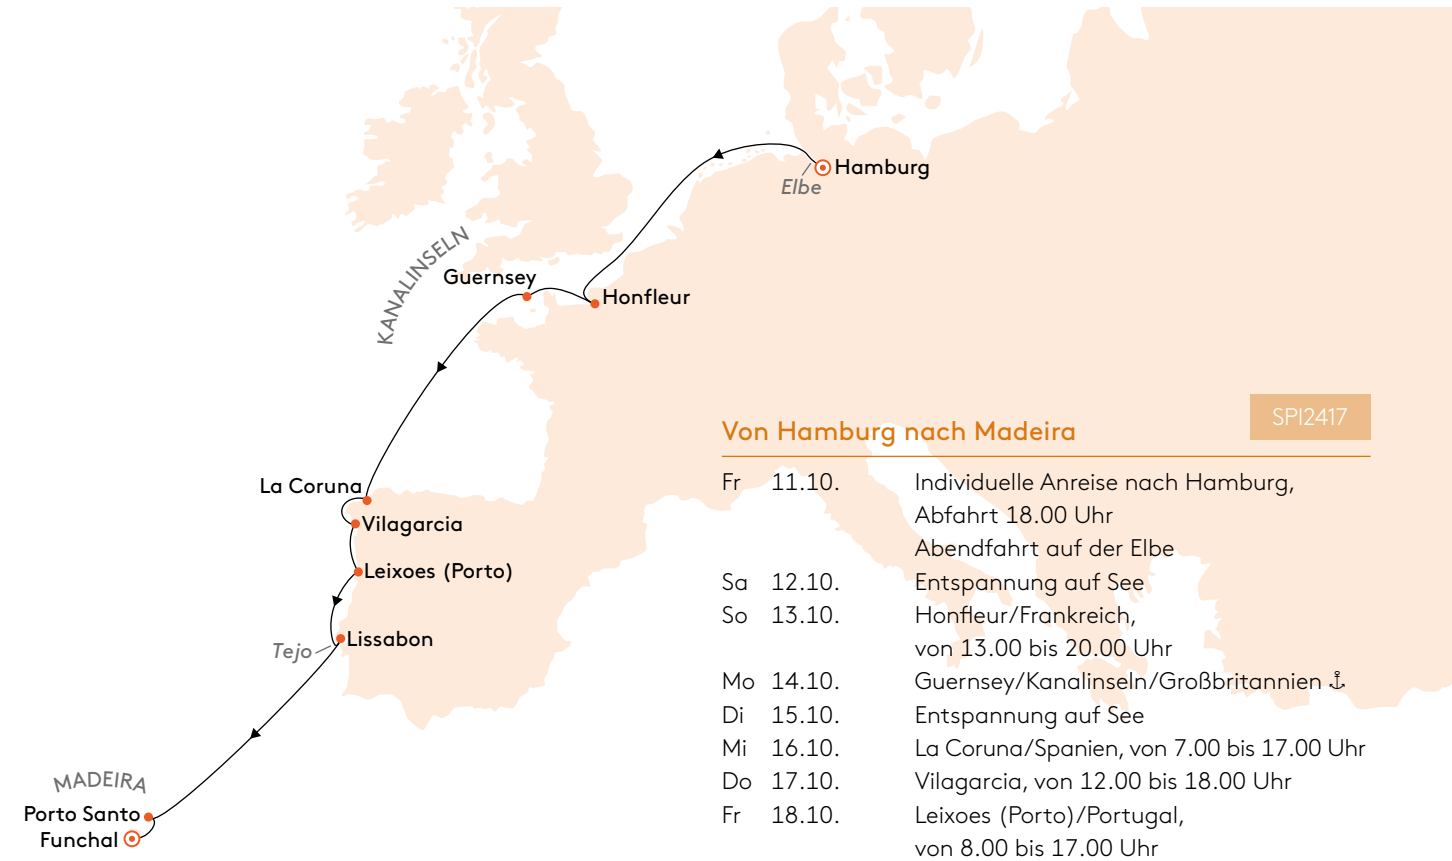 Hamburg
Elbe
KANALINSELN
Guernsey
Honfleur
La Coruna
Vilagarcia
Leixoes (Porto)
Lissabon
Tejo
MADEIRA
Porto Santo
Funchal
SPI2417
Von Hamburg nach Madeira
Fr 11.10. Individuelle Anreise nach Hamburg,
Abfahrt 18.00 Uhr
Abendfahrt auf der Elbe
Sa 12.10. Entspannung auf See
So 13.10. Honfleur/Frankreich,
von 13.00 bis 20.00 Uhr
Mo 14.10. Guernsey/Kanalinseln/Großbritannien ⚓
Di 15.10. Entspannung auf See
Mi 16.10. La Coruna/Spanien, von 7.00 bis 17.00 Uhr
Do 17.10. Vilagarcia, von 12.00 bis 18.00 Uhr
Fr 18.10. Leixoes (Porto)/Portugal,
von 8.00 bis 17.00 Uhr